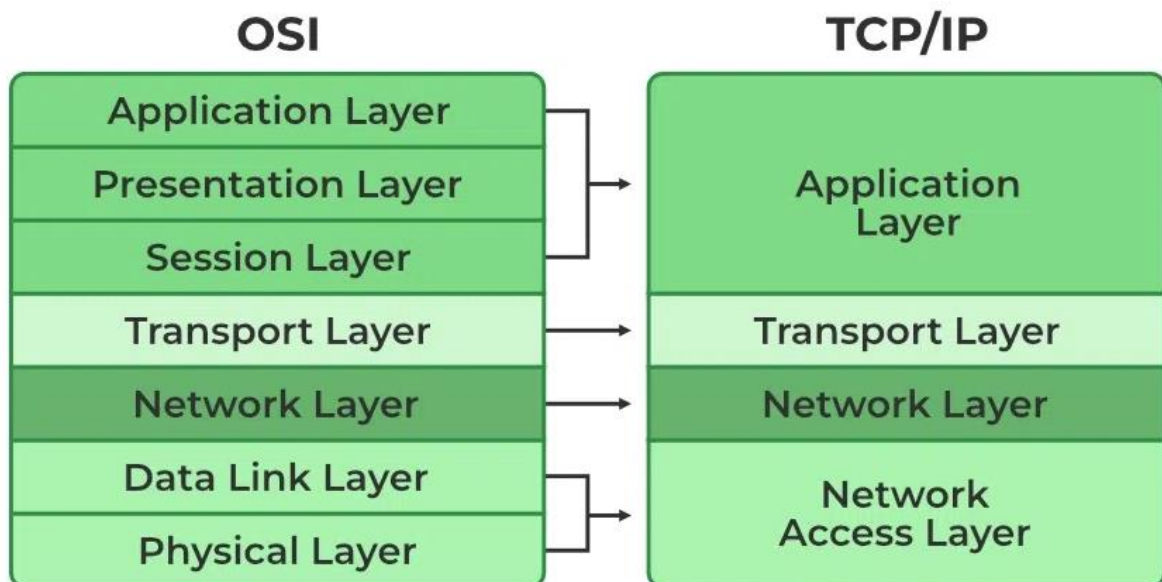 OSI
Application Layer
Presentation Layer
Session Layer
Transport Layer
Network Layer
Data Link Layer
Physical Layer
TCP/IP
Application
Layer
Transport Layer
Network Layer
Network
Access Layer